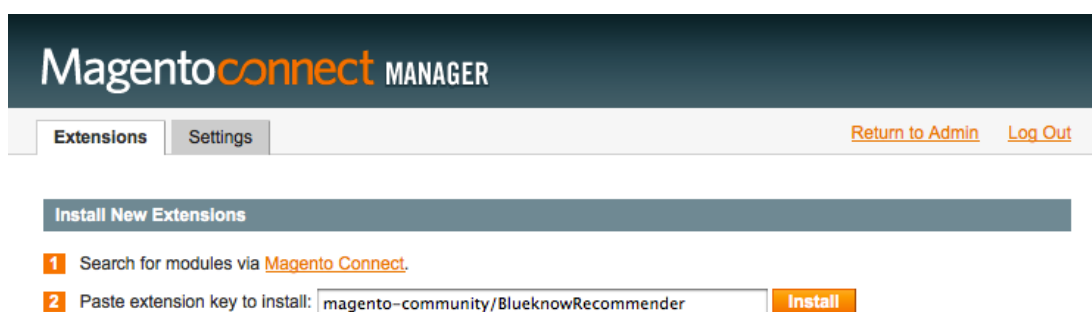 Magentoconnect MANAGER
Extensions Settings Return to Admin Log Out
Install New Extensions
1 Search for modules via Magento Connect.
2 Paste extension key to install: magento-community/BlueknowRecommender Install